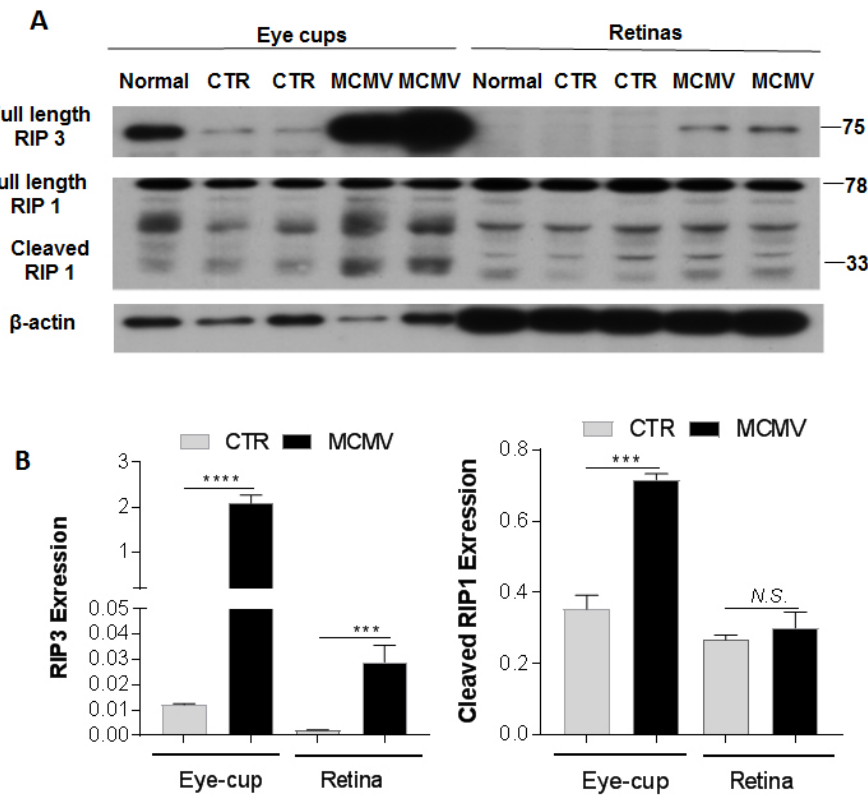 A
Eye cups
Retinas
Normal CTR CTR MCMV MCMV Normal CTR CTR MCMV MCMV
ull length
RIP 3
75
ull length
RIP 1
78
Cleaved
RIP 1
33
β-actin
B
CTR MCMV
RIP3 Exression
3
2
1
0.05
0.04
0.03
0.02
0.01
0.00
****
***
Eye-cup Retina
CTR MCMV
Cleaved RIP1 Exression
0.8
0.6
0.4
0.2
0.0
***
N.S.
Eye-cup Retina